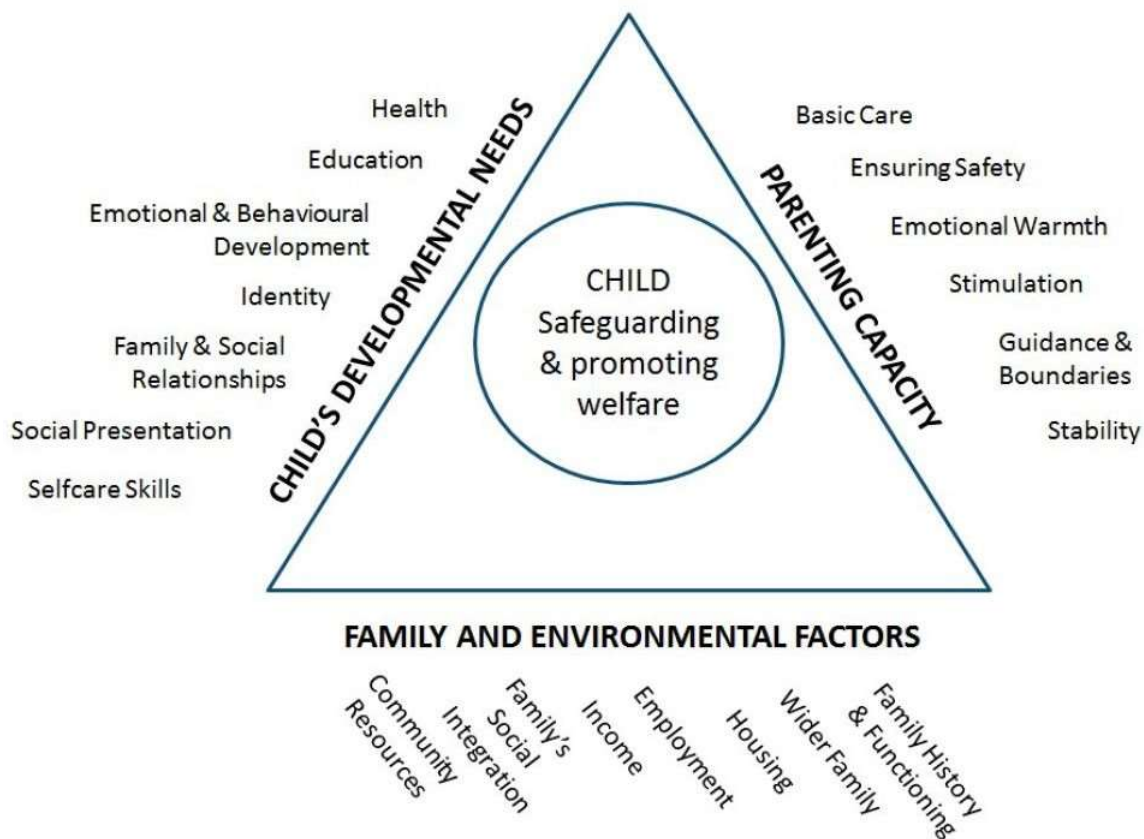 Health
Education
Emotional & Behavioural
Development
Identity
Family & Social
Relationships
Social Presentation
Selfcare Skills
CHILD'S DEVELOPMENTAL NEEDS
CHILD
Safeguarding
& promoting
welfare
PARENTING CAPACITY
Basic Care
Ensuring Safety
Emotional Warmth
Stimulation
Guidance &
Boundaries
Stability
FAMILY AND ENVIRONMENTAL FACTORS
Community
Resources
Family's
Social
Integration
Income
Employment
Housing
Wider Family
Family History
& Functioning